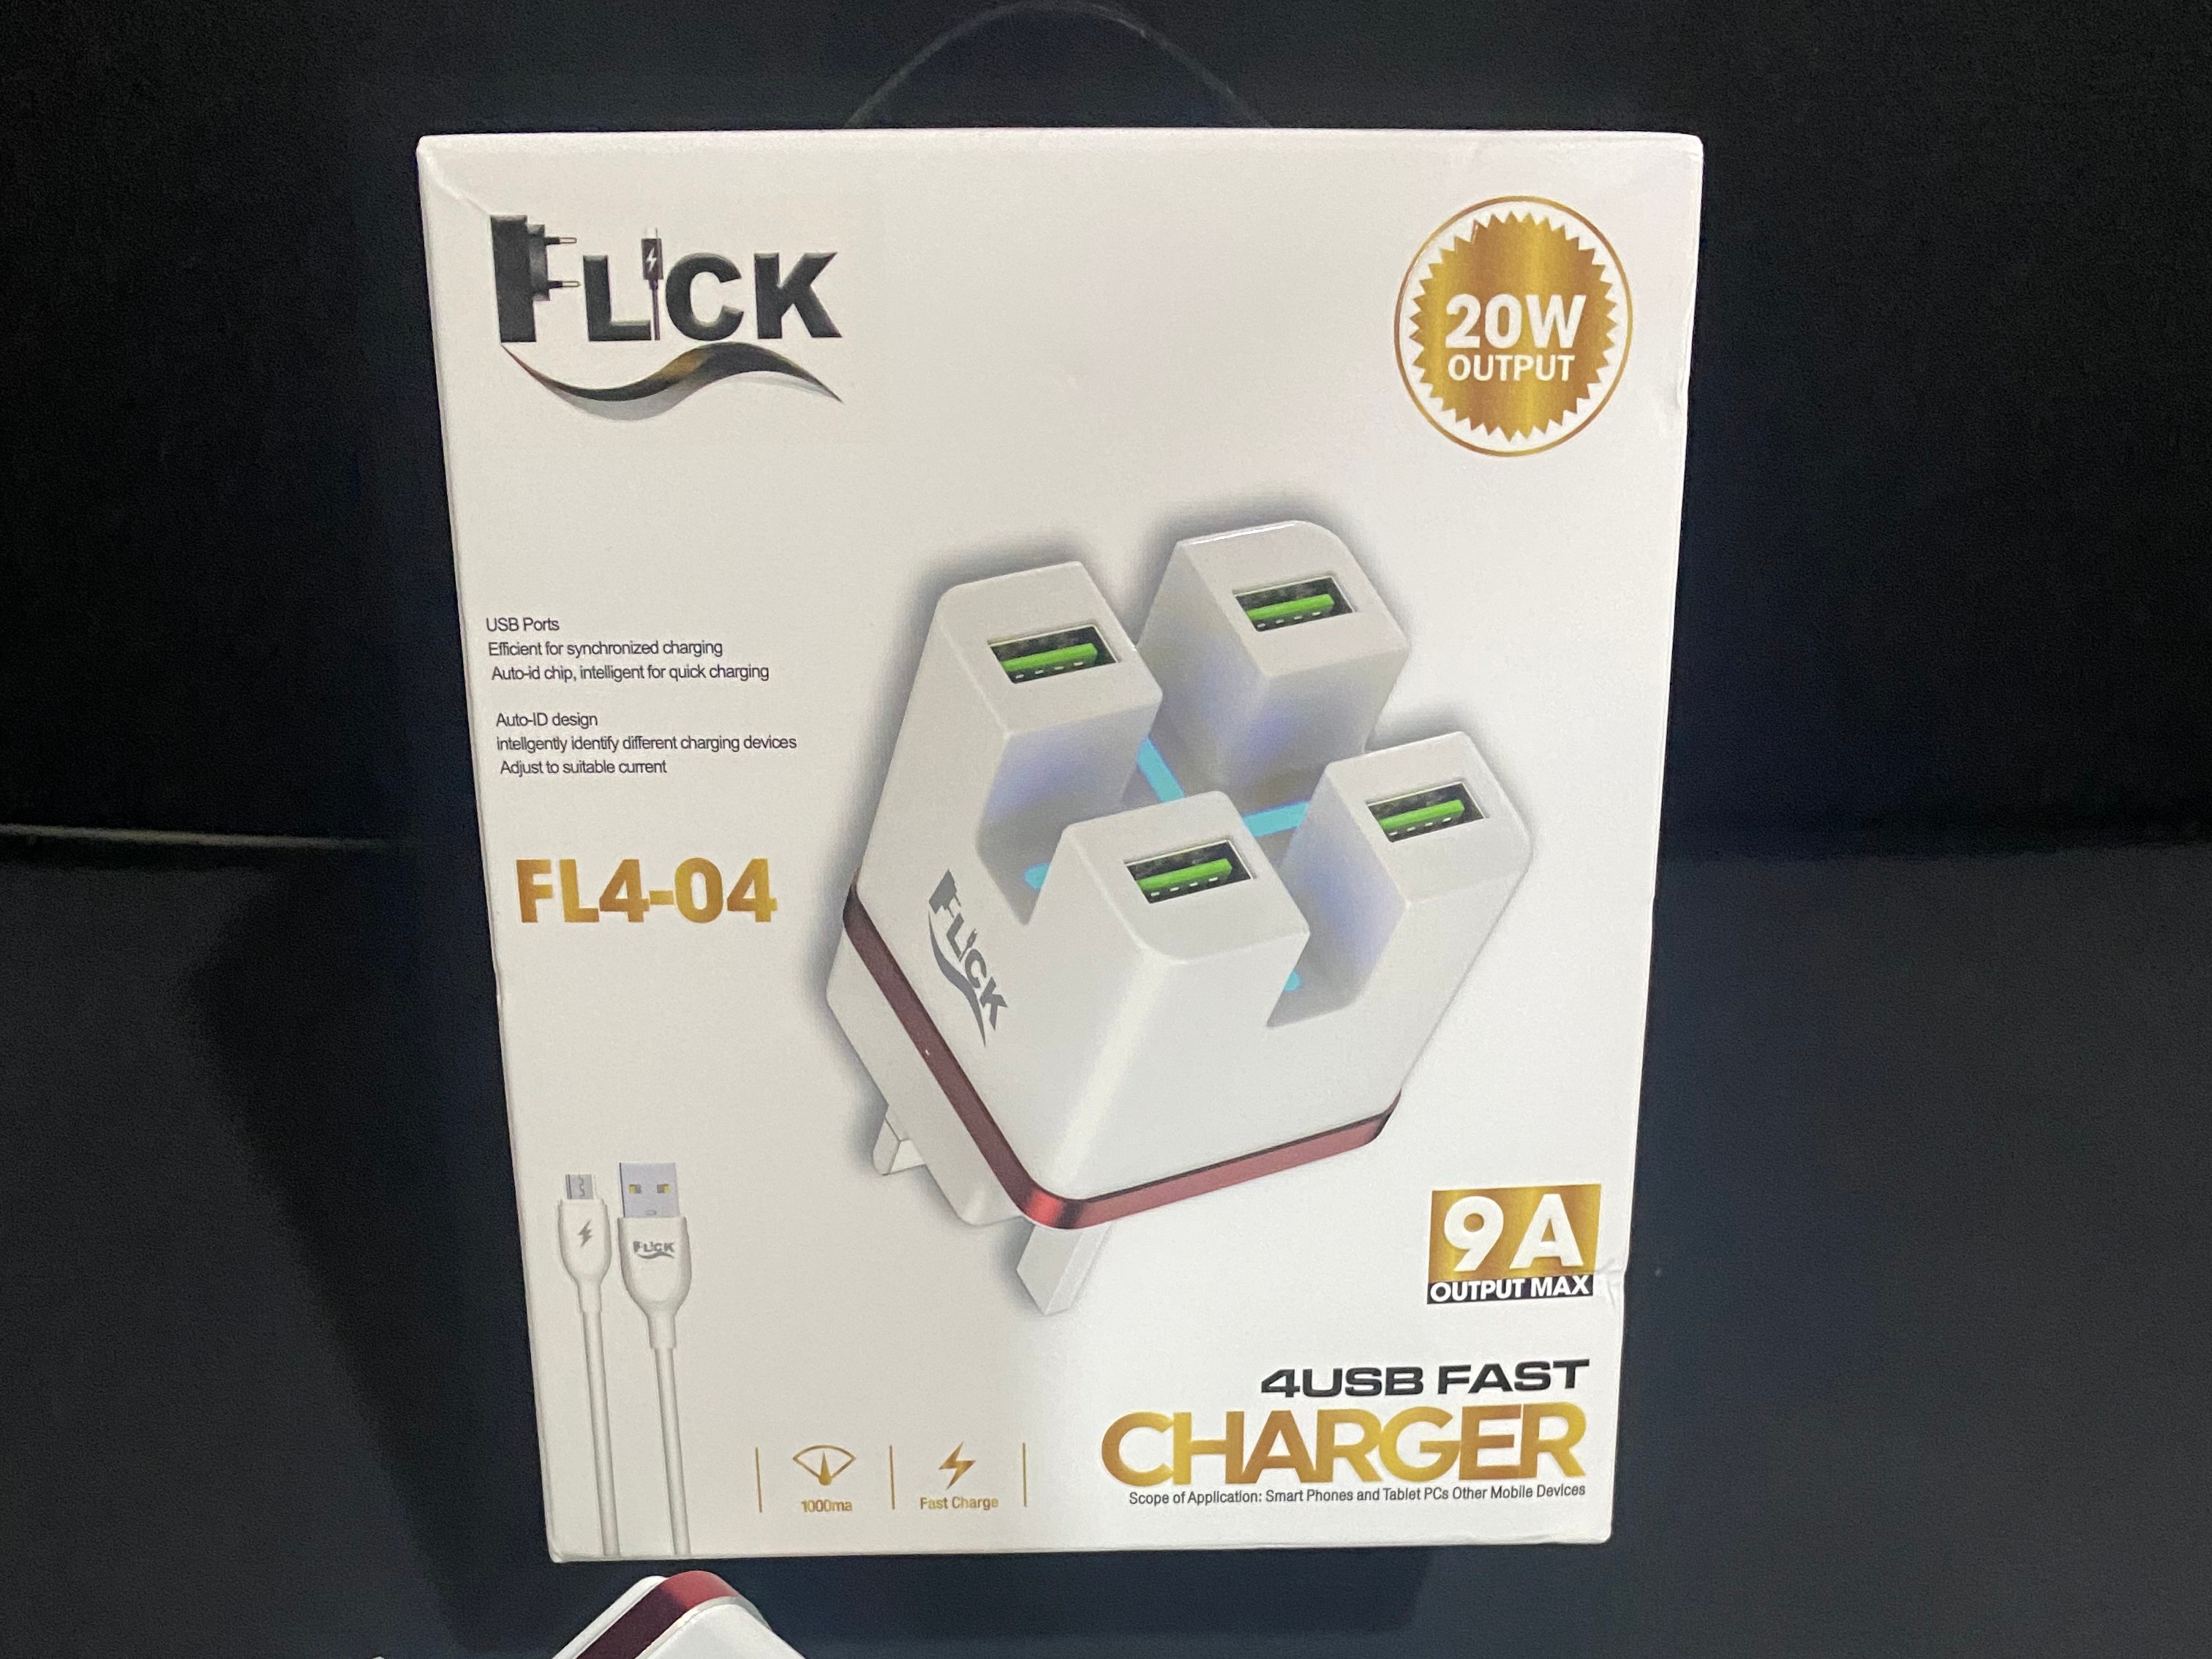 FLICK
20W
OUTPUT
USB Ports
Efficient for synchronized charging
Auto-id chip, intelligent for quick charging
Auto-ID design
intellgently identify different charging devices
Adjust to suitable current
FL4-04
FLICK
FLICK
9A
OUTPUT MAX
4USB FAST
CHARGER
Scope of Application: Smart Phones and Tablet PCs Other Mobile Devices
1000ma
Fast Charge